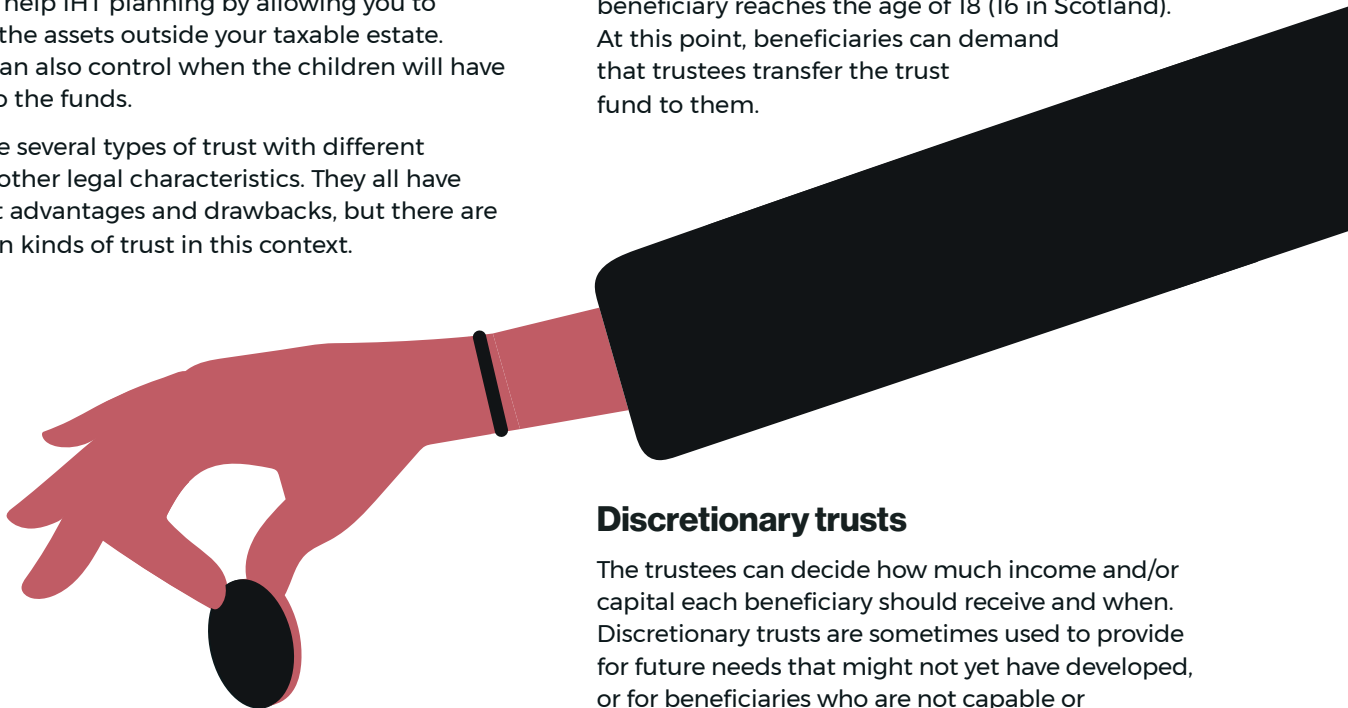 help IHT planning by allowing you to
the assets outside your taxable estate.
an also control when the children will have
o the funds.
e several types of trust with different
other legal characteristics. They all have
t advantages and drawbacks, but there are
n kinds of trust in this context.
beneficiary reaches the age of 18 (16 in Scotland).
At this point, beneficiaries can demand
that trustees transfer the trust
fund to them.
Discretionary trusts
The trustees can decide how much income and/or
capital each beneficiary should receive and when.
Discretionary trusts are sometimes used to provide
for future needs that might not yet have developed,
or for beneficiaries who are not capable or